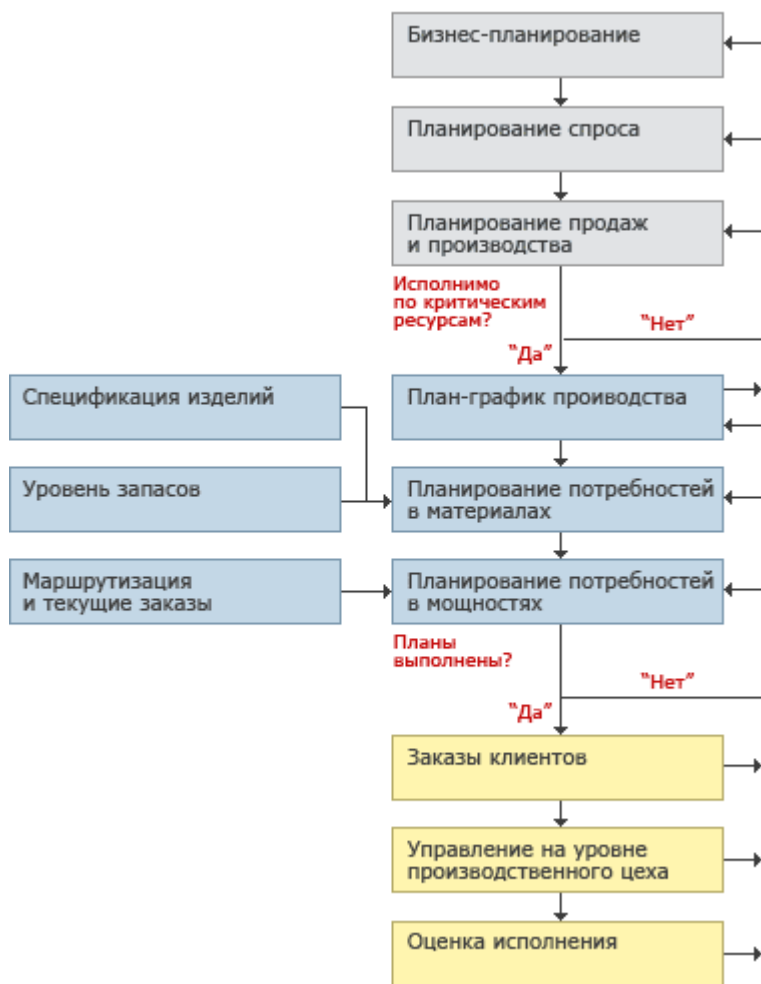 Бизнес-планирование
Планирование спроса
Планирование продаж
и производства
Исполнимо
по критическим
ресурсам?
“Нет”
“Да”
Спецификация изделий
План-график проиводства
Уровень запасов
Планирование потребностей
в материалах
Маршрутизация
и текущие заказы
Планирование потребностей
в мощностях
Планы
выполнены?
“Нет”
“Да”
Заказы клиентов
Управление на уровне
производственного цеха
Оценка исполнения